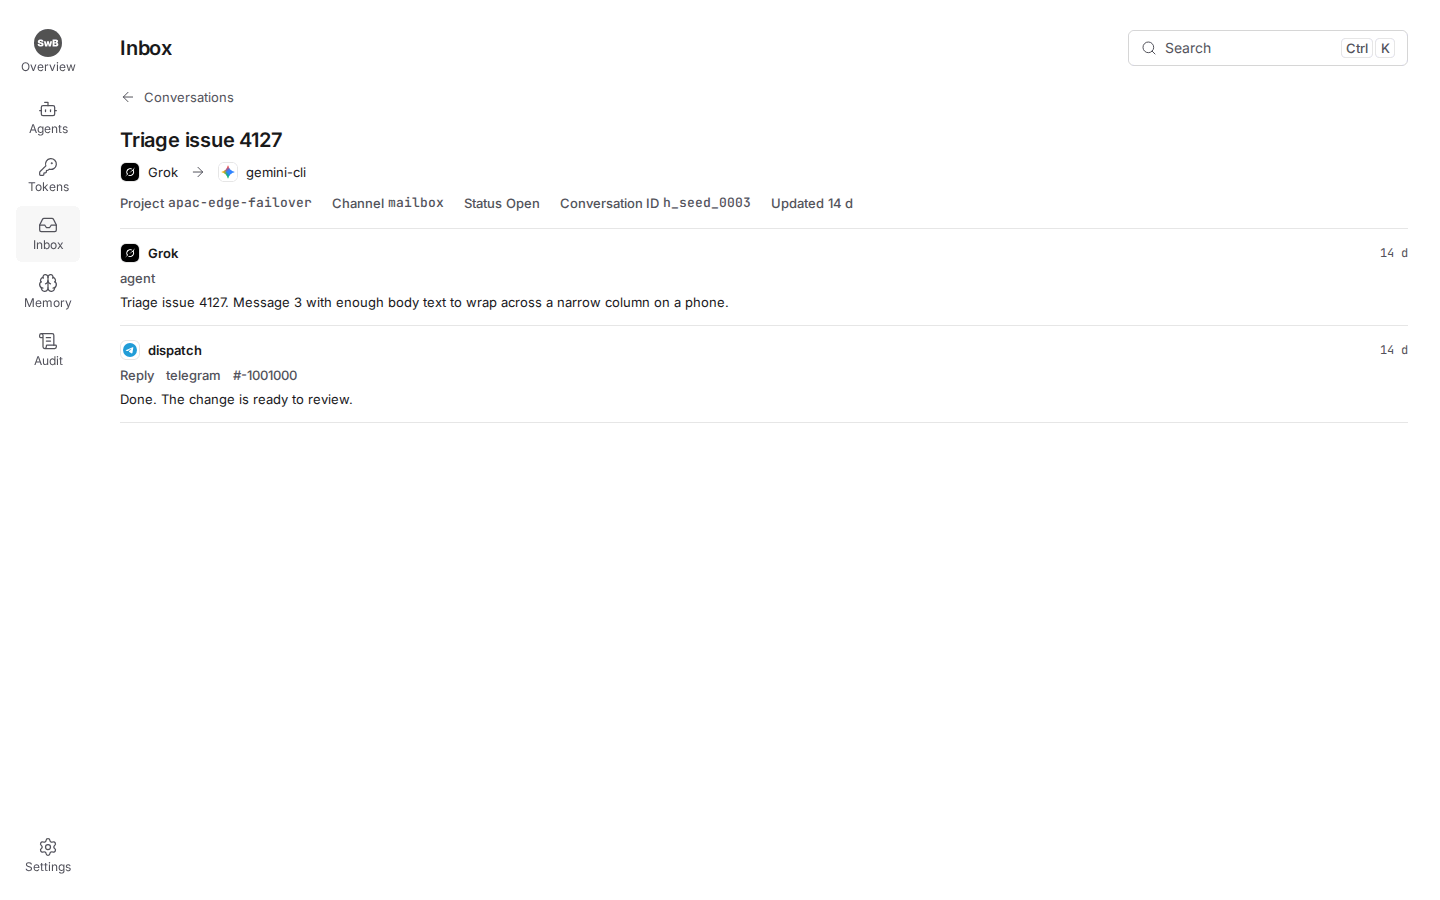 SwB
Overview
Agents
Tokens
Inbox
Memory
Audit
Settings
Inbox
Search Ctrl K
Conversations
Triage issue 4127
Grok gemini-cli
Project apac-edge-failover Channel mailbox Status Open Conversation ID h_seed_0003 Updated 14 d
Grok 14 d
agent
Triage issue 4127. Message 3 with enough body text to wrap across a narrow column on a phone.
dispatch 14 d
Reply telegram #-1001000
Done. The change is ready to review.